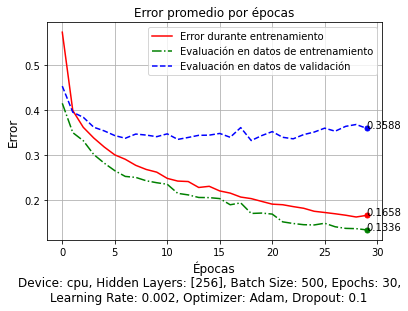 Error promedio por épocas
Error durante entrenamiento
Evaluación en datos de entrenamiento
Evaluación en datos de validación
Error
0.5
0.4
0.3
0.2
0.3588
0.1658
0.1336
0 5 10 15 20 25 30
Épocas
Device: cpu, Hidden Layers: [256], Batch Size: 500, Epochs: 30,
Learning Rate: 0.002, Optimizer: Adam, Dropout: 0.1